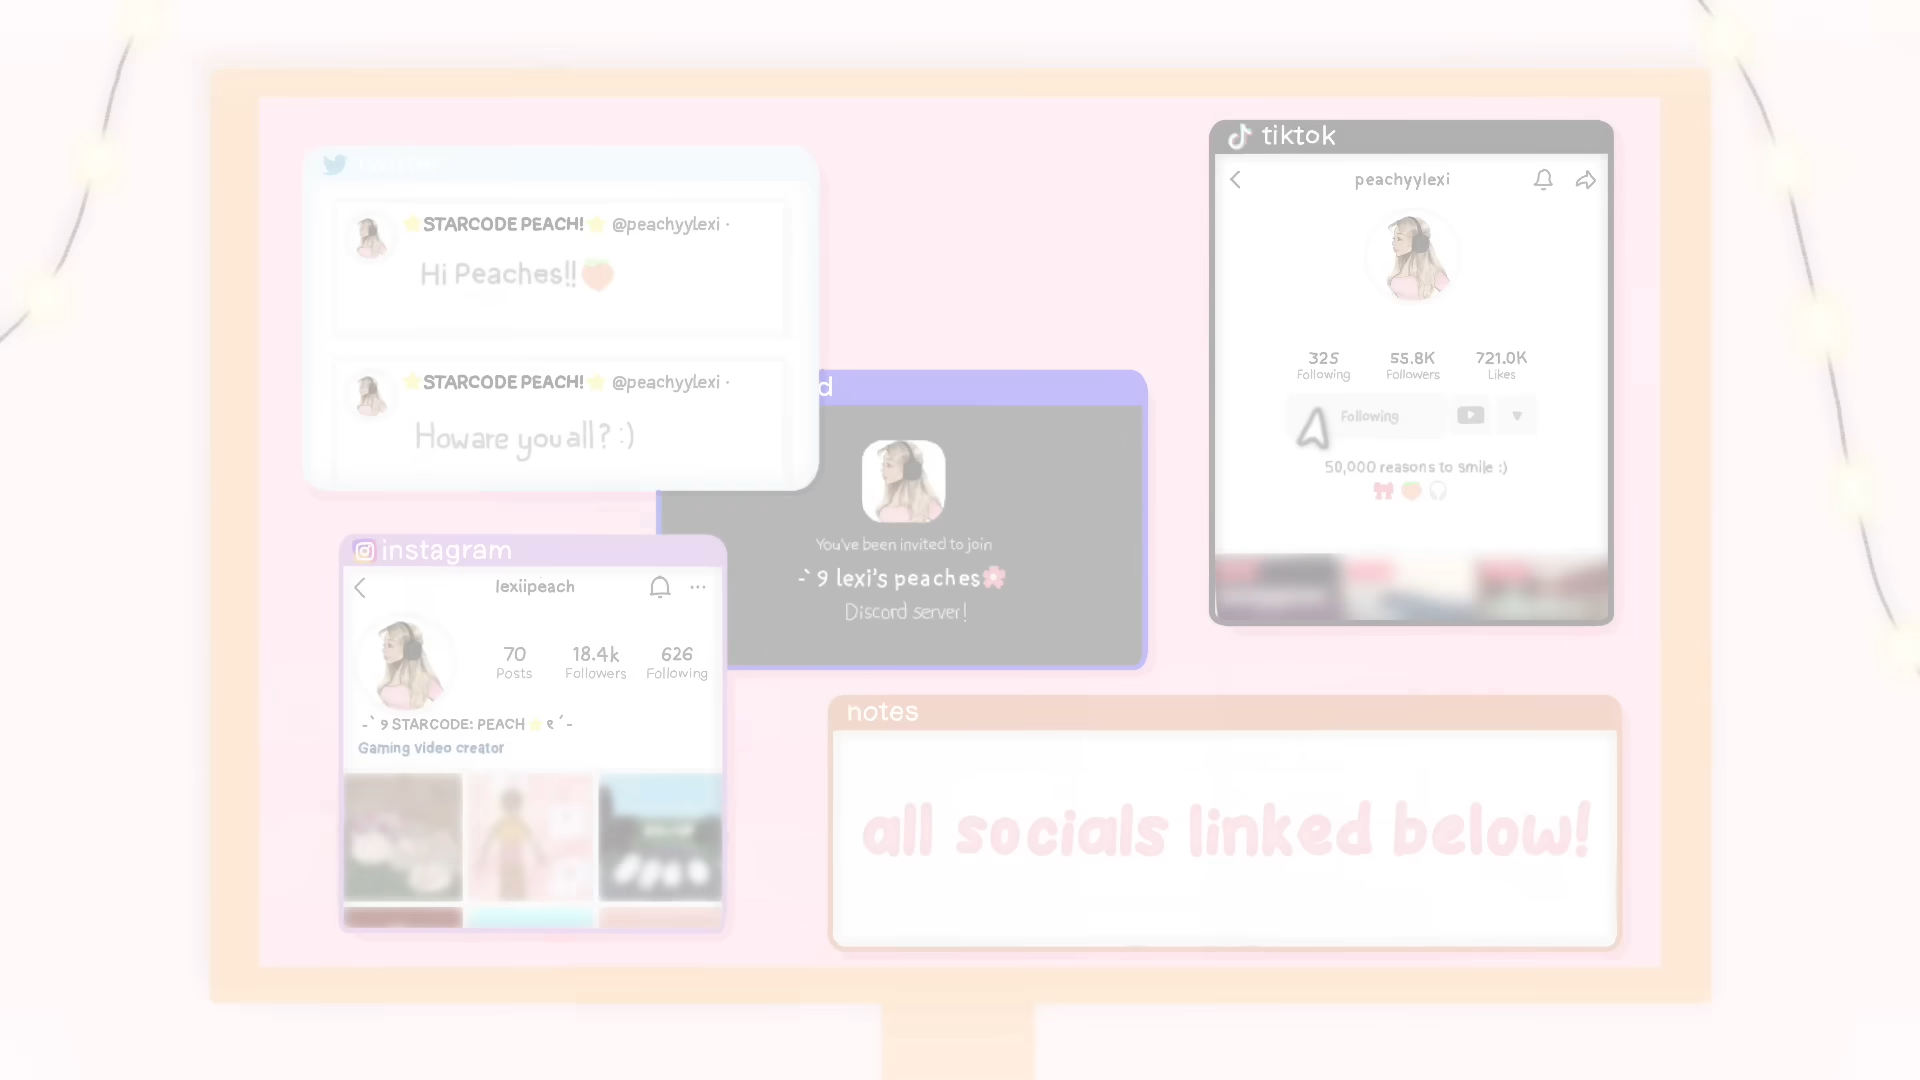 STARCODE PEACH! @peachyylexi ·
Hi Peaches!!
STARCODE PEACH! @peachyylexi ·
How are you all? :)
d
You've been invited to join
-` ୨ lexi's peaches🌸
Discord server!
tiktok
peachyylexi
325 55.8K 721.0K
Following Followers Likes
Following
50,000 reasons to smile :)
instagram
lexiipeach
70 18.4k 626
Posts Followers Following
-` ୨ STARCODE: PEACH ⭐ ୧ ´-
Gaming video creator
notes
all socials linked below!